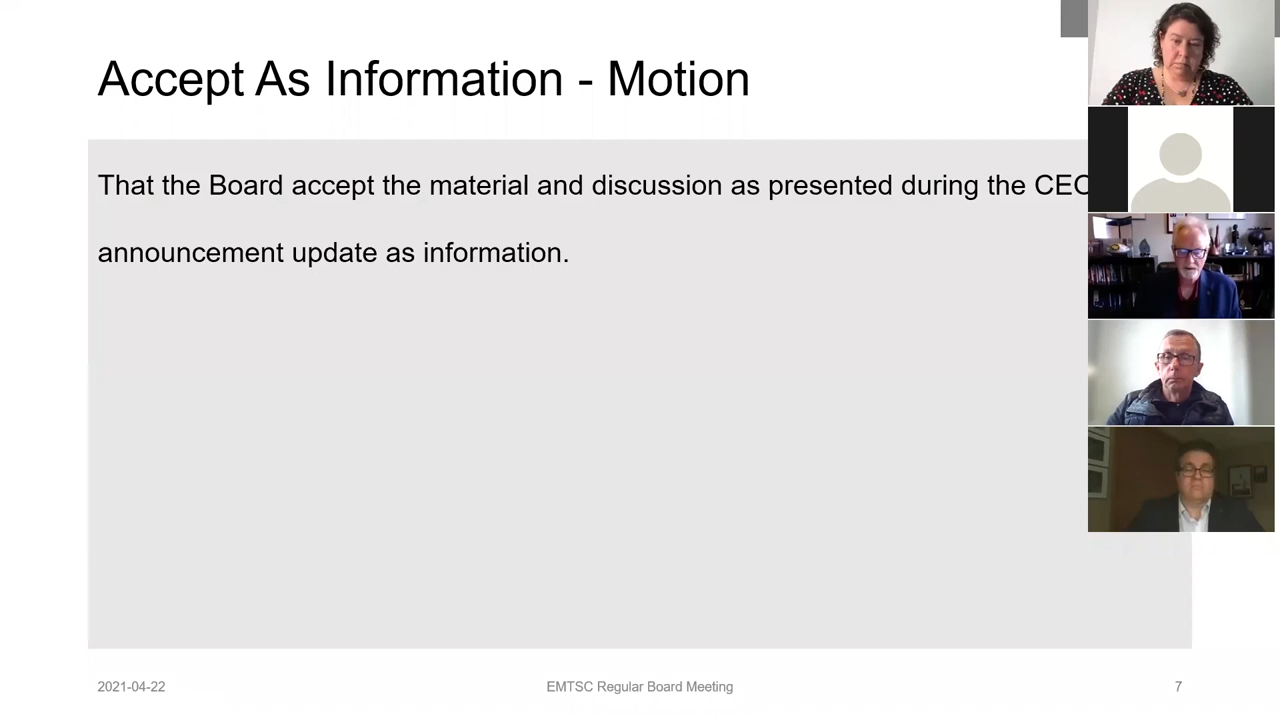 Accept As Information - Motion
That the Board accept the material and discussion as presented during the CEO
announcement update as information.
2021-04-22
EMTSC Regular Board Meeting
7